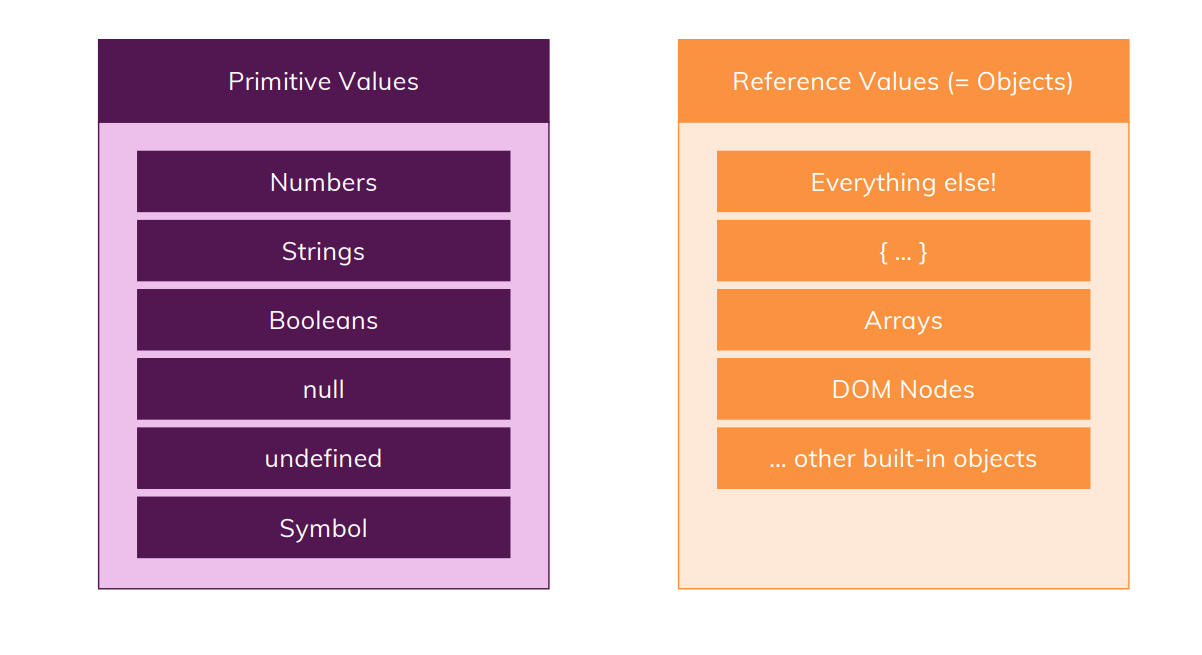 Primitive Values
Numbers
Strings
Booleans
null
undefined
Symbol
Reference Values (= Objects)
Everything else!
{ ... }
Arrays
DOM Nodes
... other built-in objects